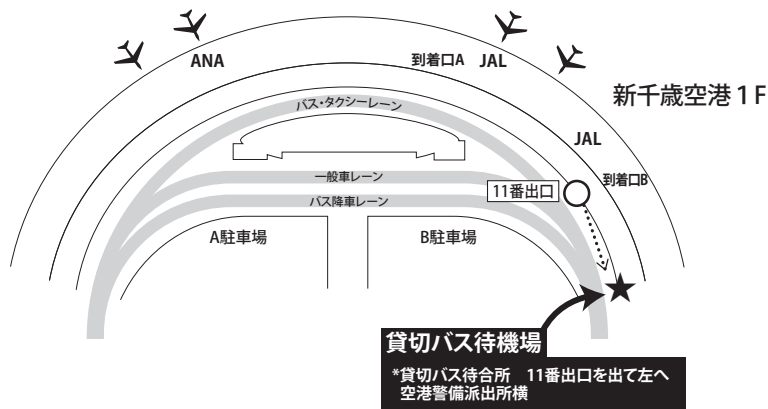 ANA
到着口A JAL
新千歳空港1F
バス・タクシーレーン
JAL
到着口B
一般車レーン
11番出口
バス降車レーン
A駐車場
B駐車場
貸切バス待機場
*貸切バス待合所 11番出口を出て左へ
空港警備派出所横